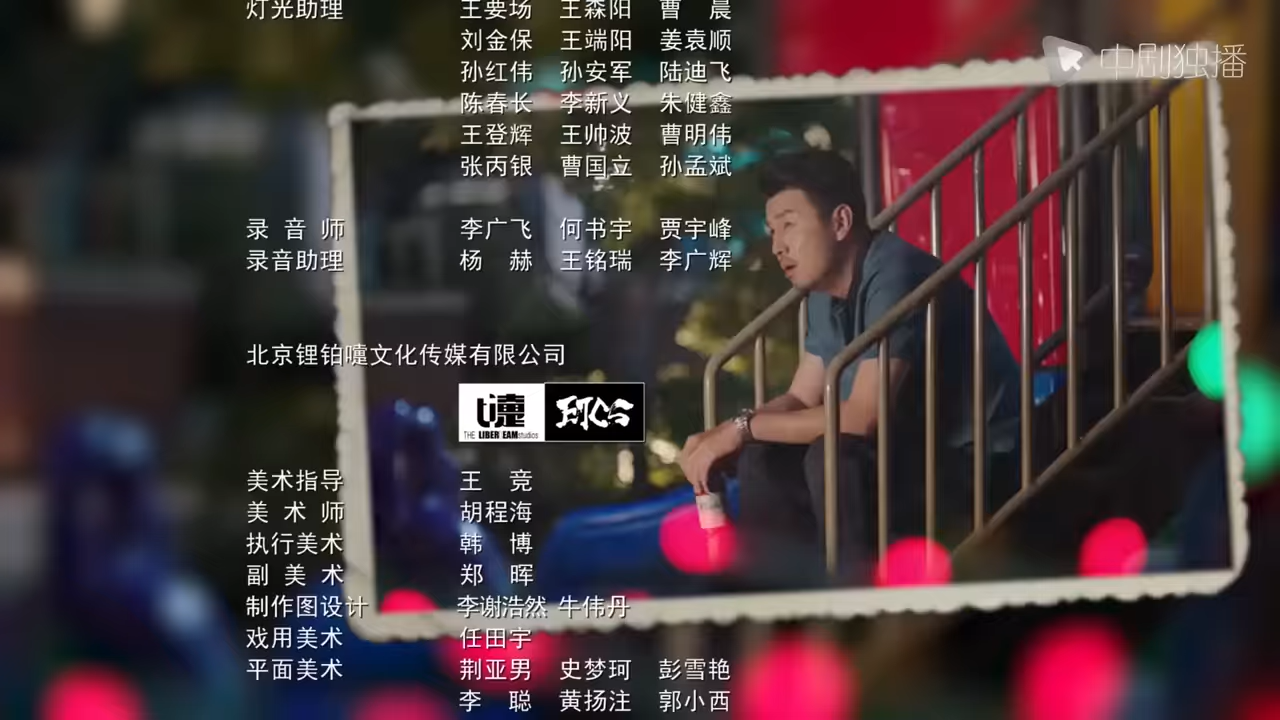 中剧独播
灯光助理 王要场 王森阳 曹 晨
刘金保 王端阳 姜袁顺
孙红伟 孙安军 陆迪飞
陈春长 李新义 朱健鑫
王登辉 王帅波 曹明伟
张丙银 曹国立 孙孟斌
录 音 师 李广飞 何书宇 贾宇峰
录音助理 杨 赫 王铭瑞 李广辉
北京锂铂嚏文化传媒有限公司
THE LIBER EAM studios
美术指导 王 竞
美 术 师 胡程海
执行美术 韩 博
副 美 术 郑 晖
制作图设计 李谢浩然 牛伟丹
戏用美术 任田宇
平面美术 荆亚男 史梦珂 彭雪艳
李 聪 黄扬注 郭小西